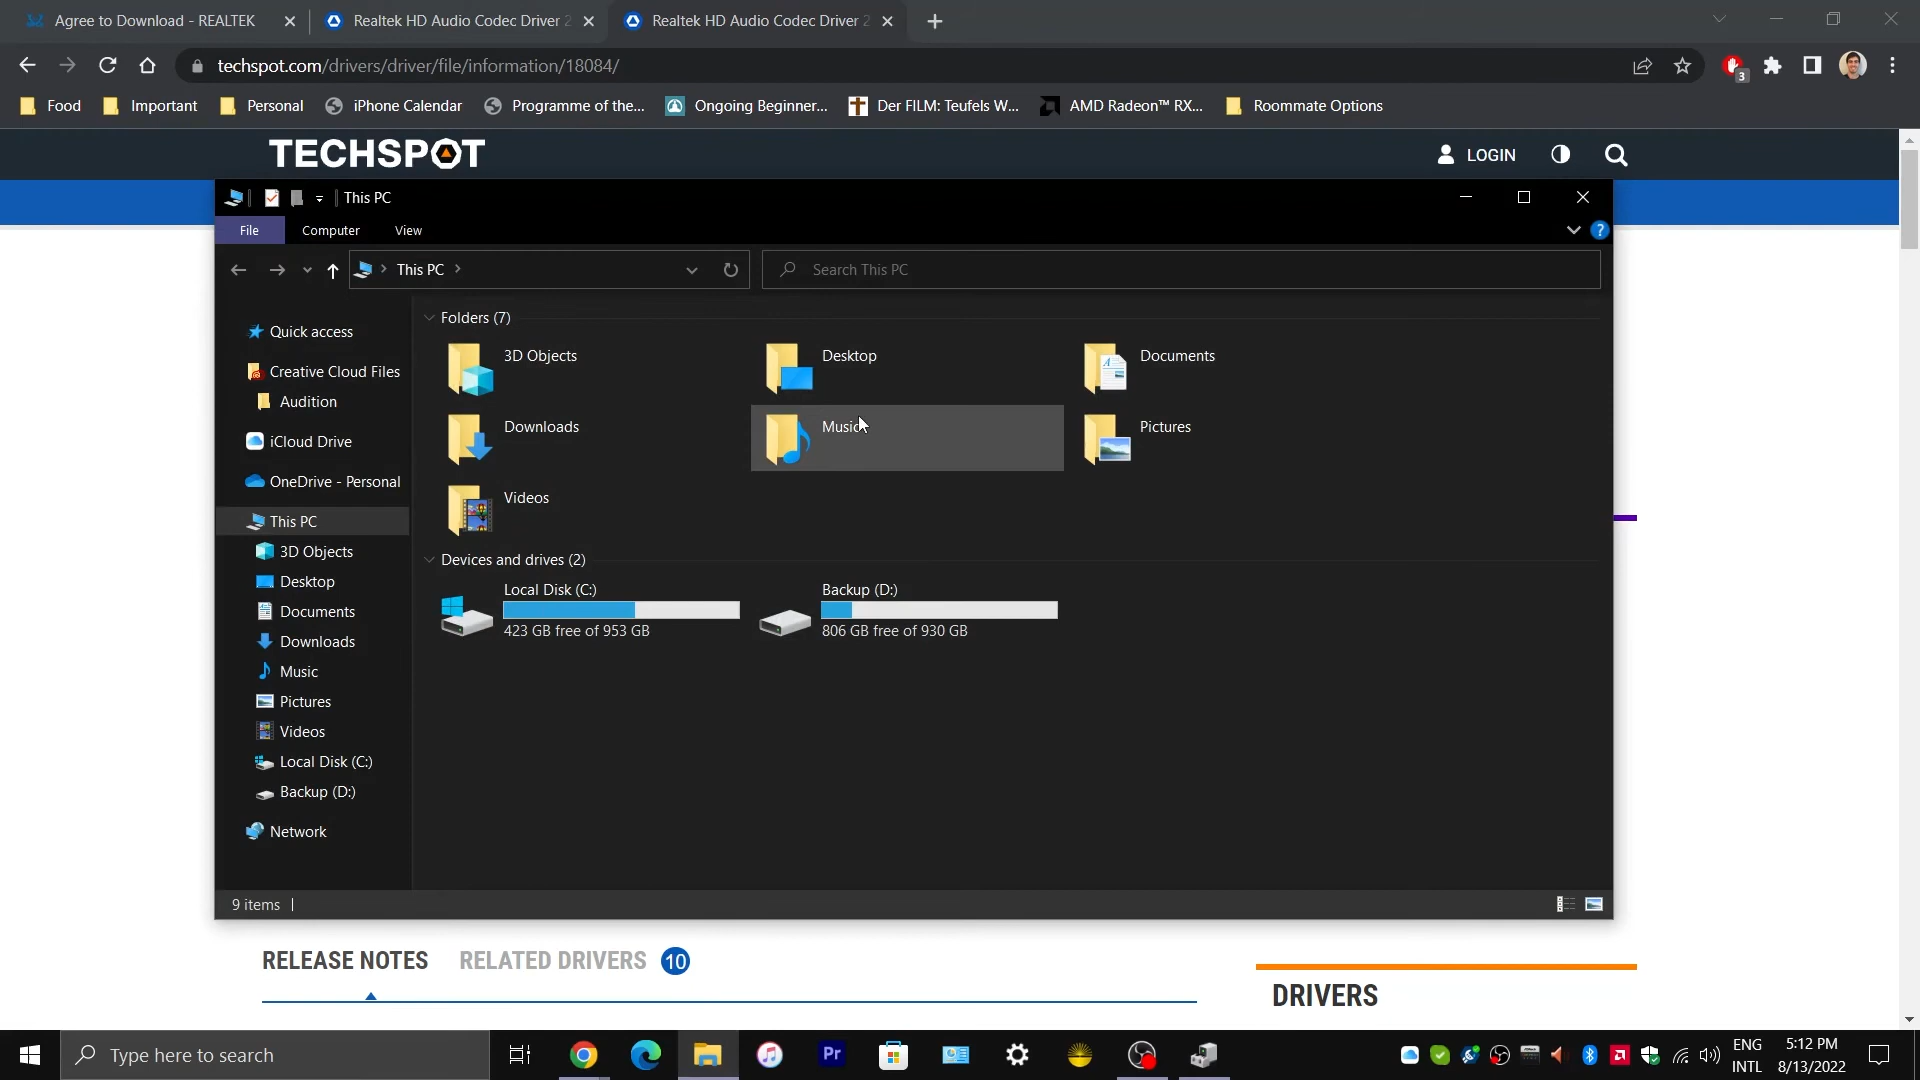 Agree to Download - REALTEK
Realtek HD Audio Codec Driver 2
Realtek HD Audio Codec Driver 2
techspot.com/drivers/driver/file/information/18084/
3
Food
Important
Personal
iPhone Calendar
Programme of the...
Ongoing Beginner...
Der FILM: Teufels W...
AMD Radeon™ RX...
Roommate Options
TECHSPOT
LOGIN
This PC
File
Computer
View
?
This PC
Search This PC
Quick access
Creative Cloud Files
Audition
iCloud Drive
OneDrive - Personal
This PC
3D Objects
Desktop
Documents
Downloads
Music
Pictures
Videos
Local Disk (C:)
Backup (D:)
Network
Folders (7)
3D Objects
Desktop
Documents
Downloads
Music
Pictures
Videos
Devices and drives (2)
Local Disk (C:)
423 GB free of 953 GB
Backup (D:)
806 GB free of 930 GB
9 items
RELEASE NOTES
RELATED DRIVERS 10
DRIVERS
Type here to search
Pr
ENG
INTL
5:12 PM
8/13/2022